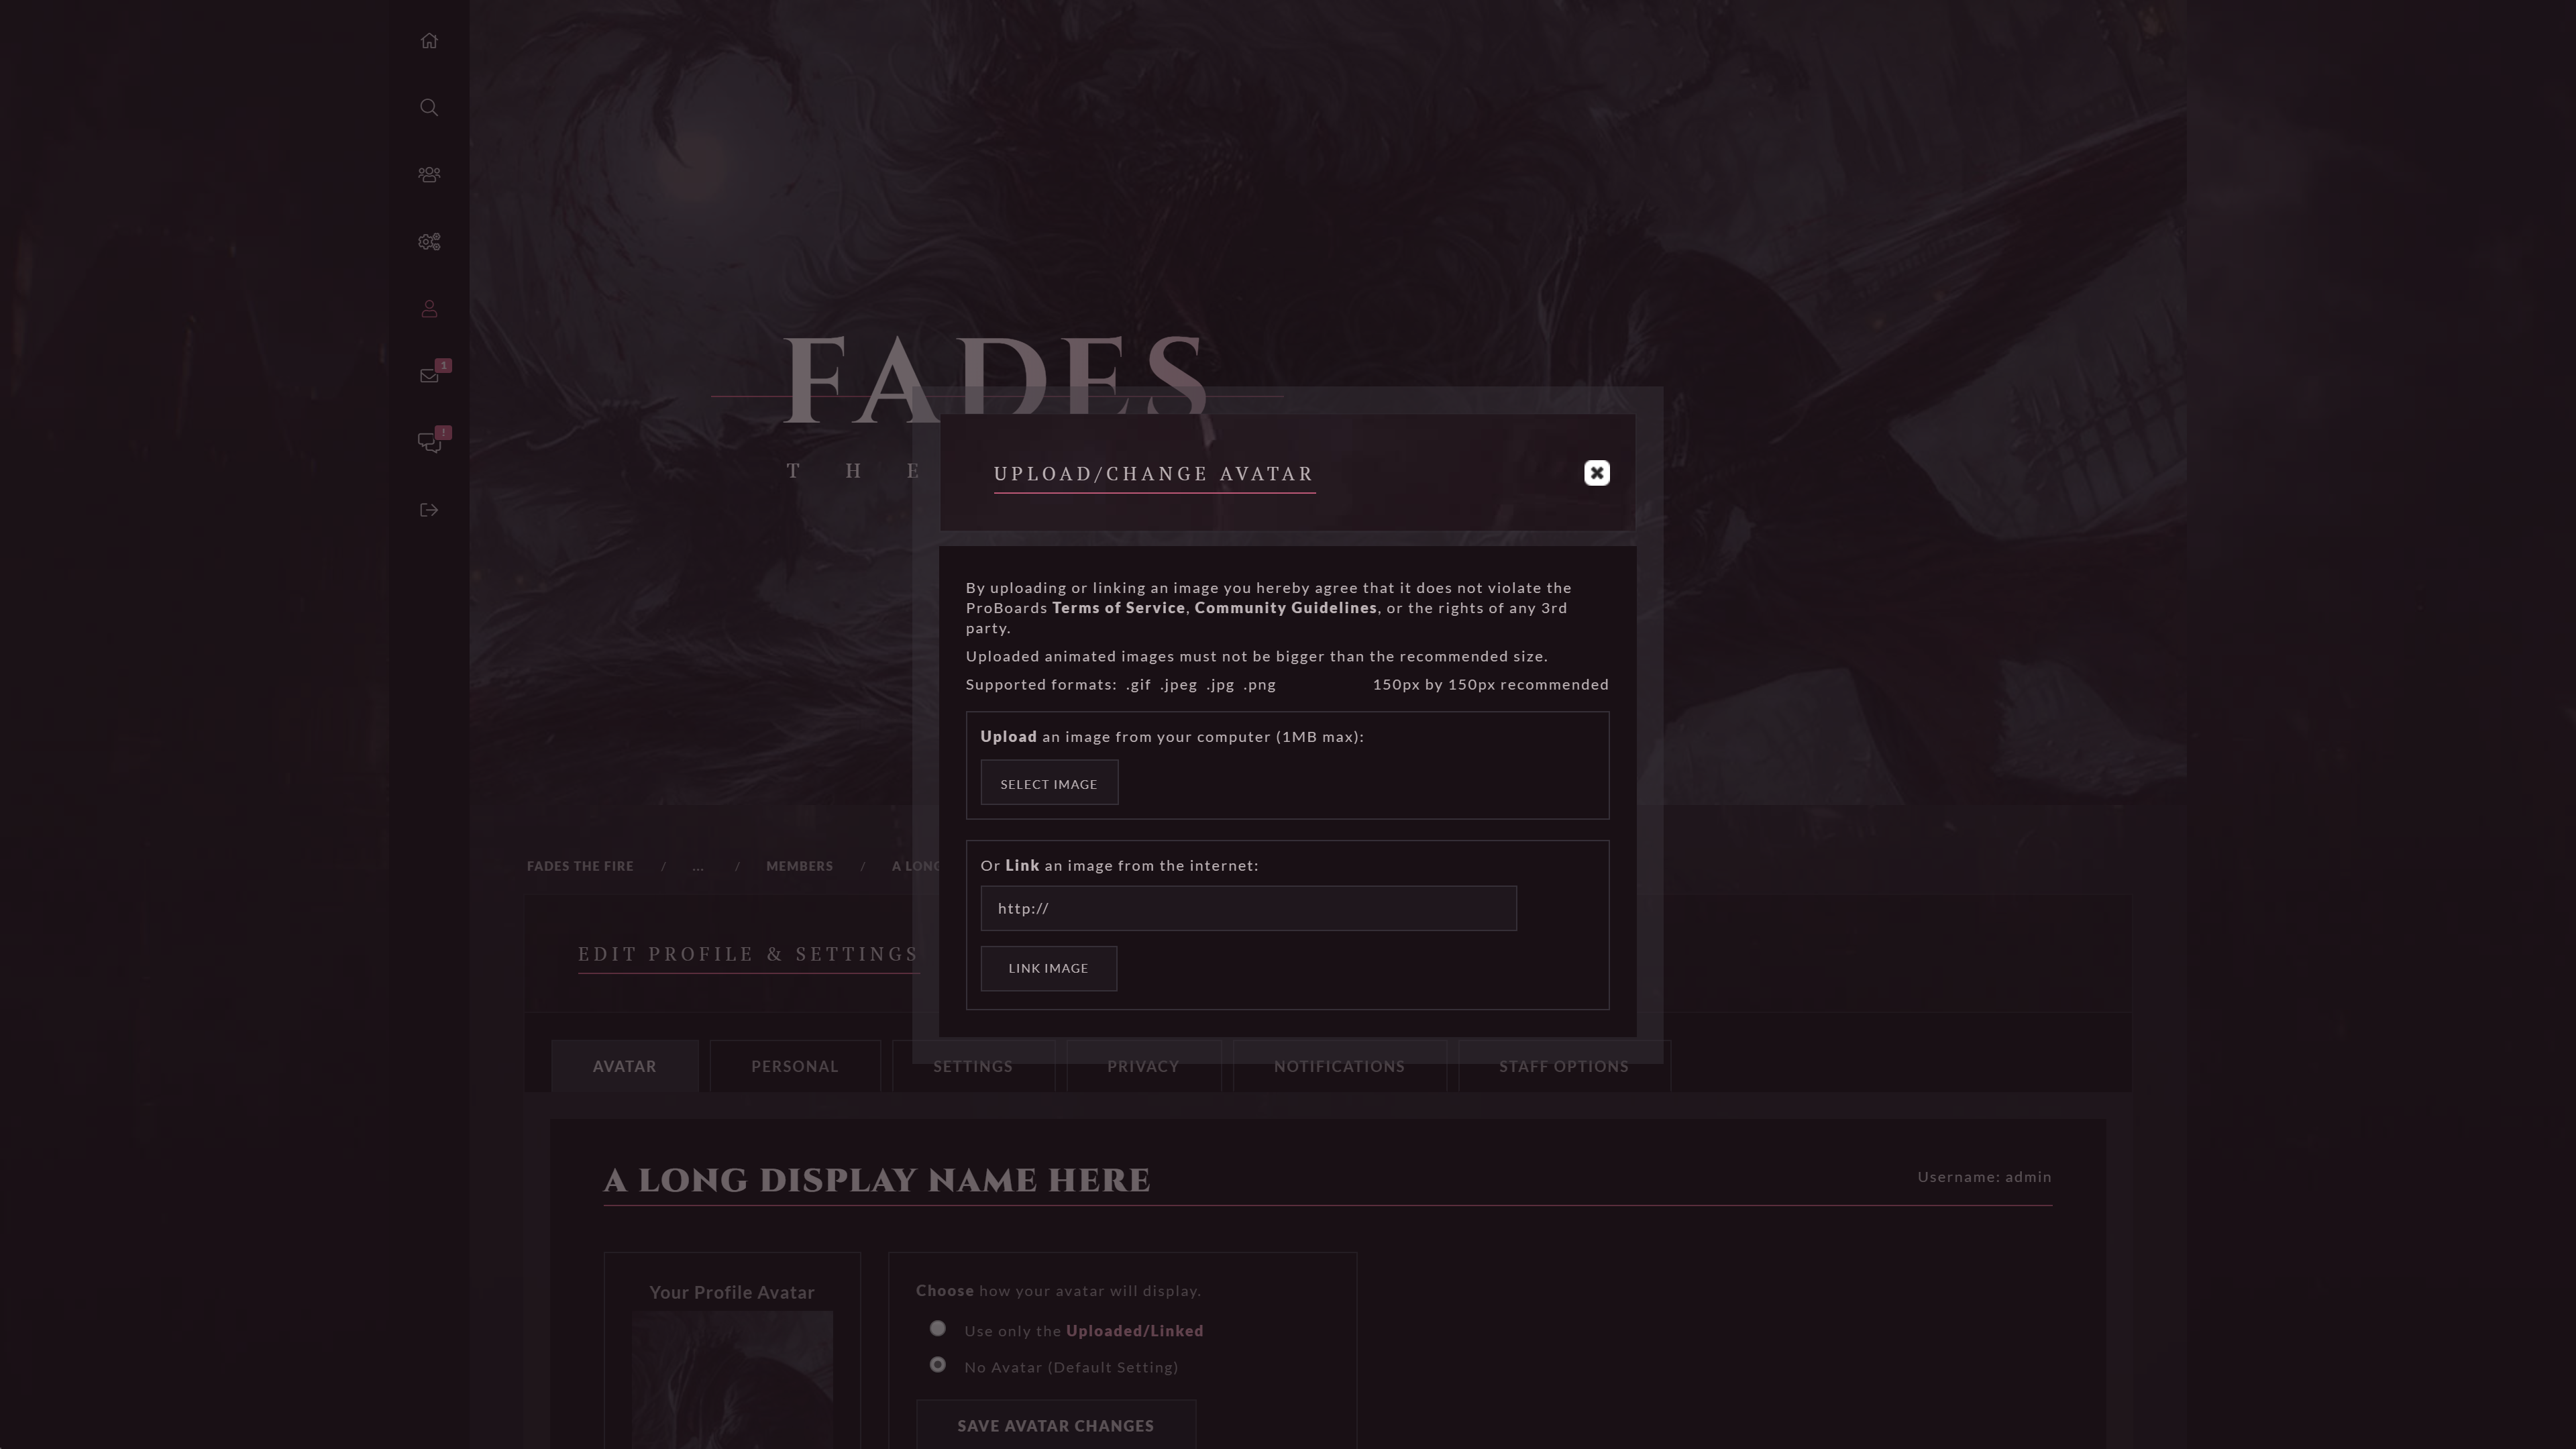 1
!
FADES
T H E
UPLOAD/CHANGE AVATAR
By uploading or linking an image you hereby agree that it does not violate the
ProBoards Terms of Service, Community Guidelines, or the rights of any 3rd
party.
Uploaded animated images must not be bigger than the recommended size.
Supported formats: .gif .jpeg .jpg .png 150px by 150px recommended
Upload an image from your computer (1MB max):
SELECT IMAGE
Or Link an image from the internet:
http://
LINK IMAGE
FADES THE FIRE / ... / MEMBERS / A LONG
EDIT PROFILE & SETTINGS
AVATAR PERSONAL SETTINGS PRIVACY NOTIFICATIONS STAFF OPTIONS
A LONG DISPLAY NAME HERE
Username: admin
Your Profile Avatar
Choose how your avatar will display.
Use only the Uploaded/Linked
No Avatar (Default Setting)
SAVE AVATAR CHANGES